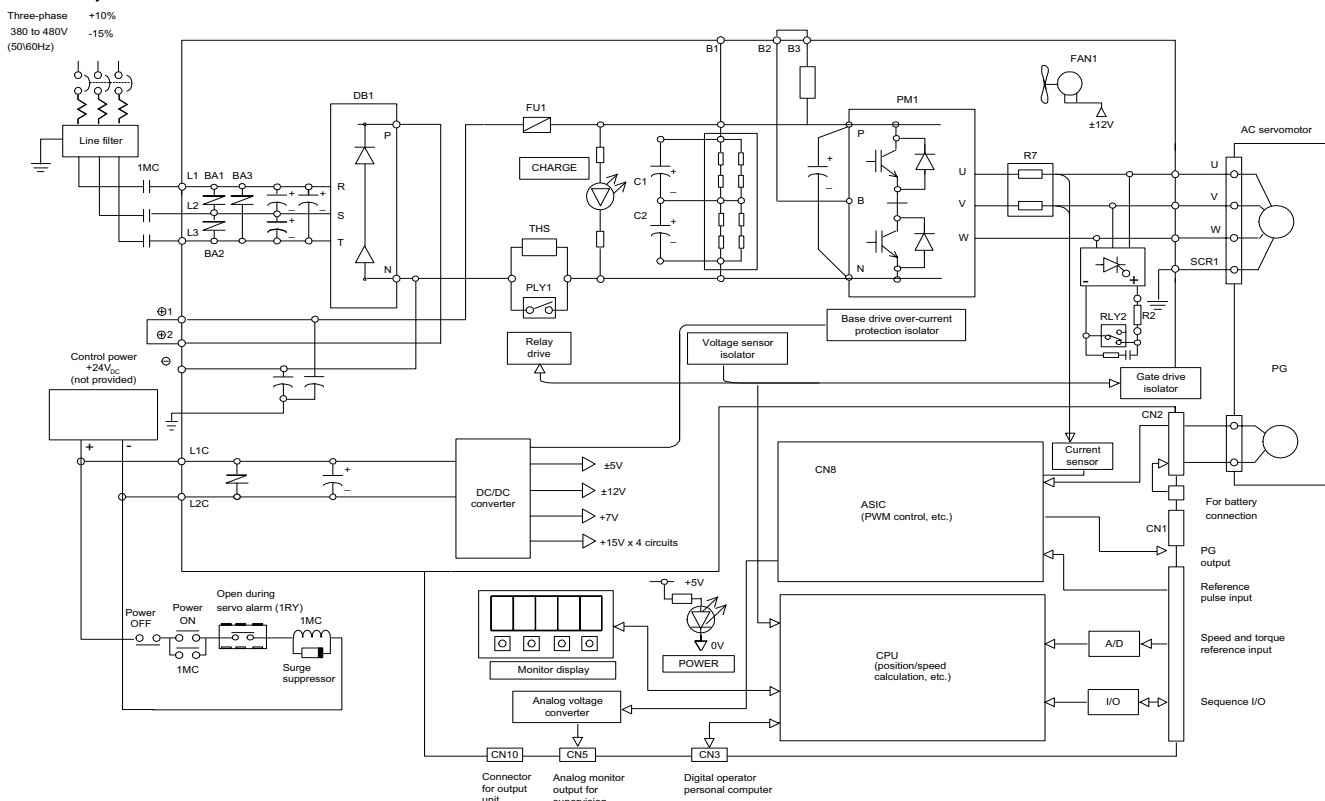 Three-phase +10%
380 to 480V -15%
(50\60Hz)
B1
B2 B3
FAN1
±12V
DB1
FU1
PM1
AC servomotor
P
P
Line filter
1MC
L1 BA1 BA3
CHARGE
R7
U
U
R
C1
L2
S
V
V
B
C2
L3
T
W
W
BA2
THS
SCR1
N
N
PLY1
- +
⊕1
RLY2 R2
Base drive over-current
protection isolator
⊕2
Relay
drive
Voltage sensor
isolator
Control power
+24VDC
(not provided)
⊖
Gate drive
isolator
PG
CN2
+ -
L1C
CN8
Current
sensor
±5V
DC/DC
converter
±12V
L2C
ASIC
(PWM control, etc.)
For battery
connection
+7V
CN1
+15V x 4 circuits
PG
output
+5V
Reference
pulse input
Open during
servo alarm (1RY)
Power
OFF
Power
ON
1MC
1MC
Surge
suppressor
0V
POWER
Monitor display
CPU
(position/speed
calculation, etc.)
A/D
Speed and torque
reference input
Analog voltage
converter
I/O
Sequence I/O
CN10
CN5
CN3
Connector
for output
unit
Analog monitor
output for
supervision
Digital operator
personal computer